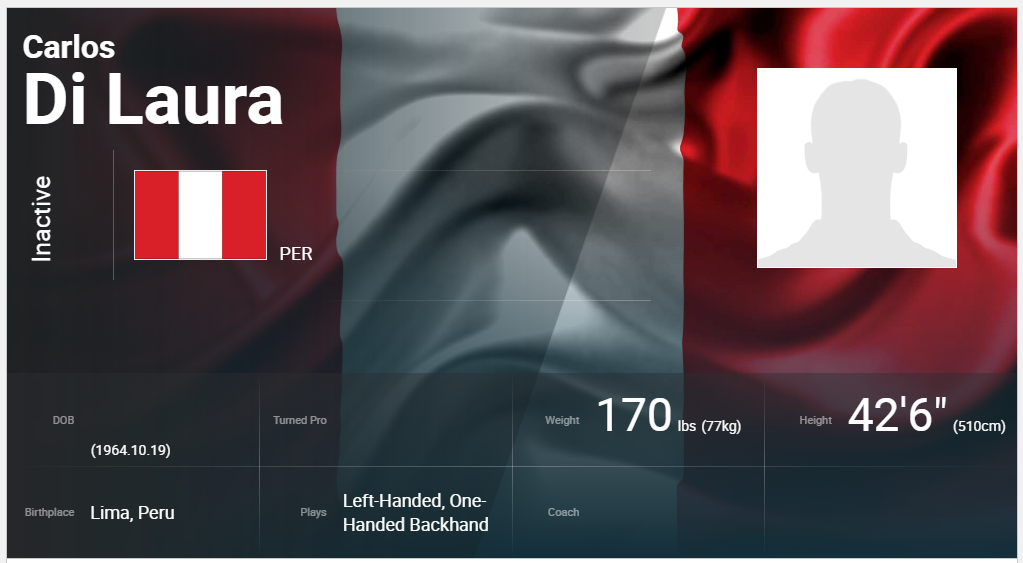 Carlos
Di Laura
Inactive
PER
DOB
(1964.10.19)
Turned Pro
Weight 170 lbs (77kg)
Height 42'6" (510cm)
Birthplace Lima, Peru
Plays Left-Handed, One-
Handed Backhand
Coach